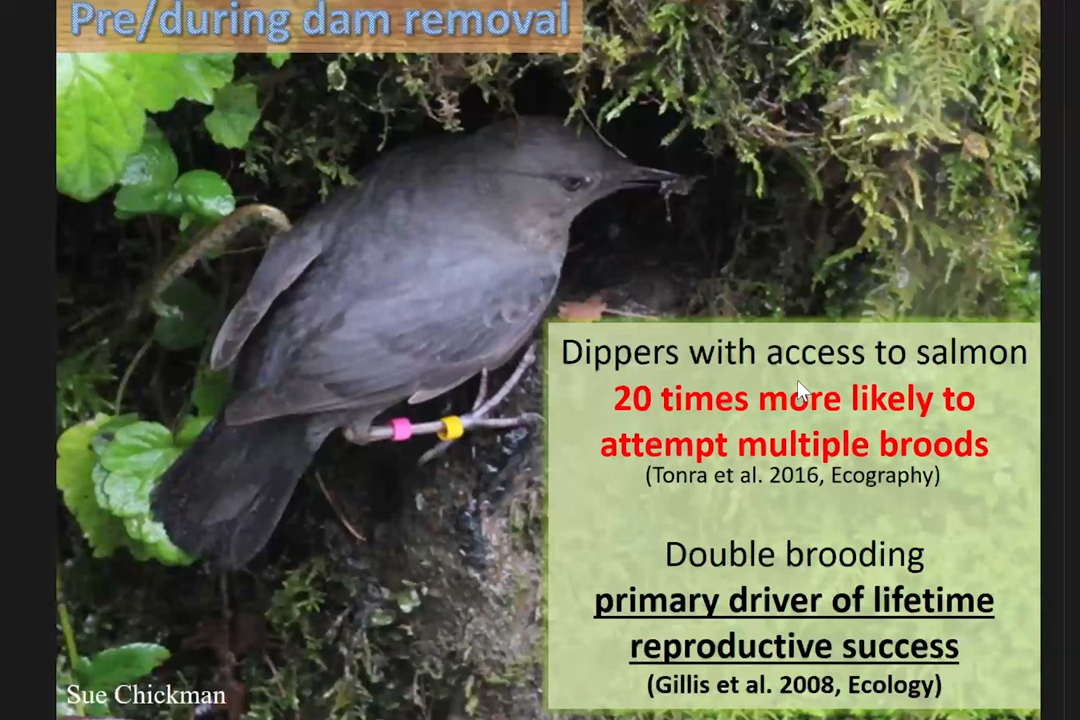 Pre/during dam removal
Dippers with access to salmon
20 times more likely to
attempt multiple broods
(Tonra et al. 2016, Ecography)
Double brooding
primary driver of lifetime
reproductive success
(Gillis et al. 2008, Ecology)
Sue Chickman